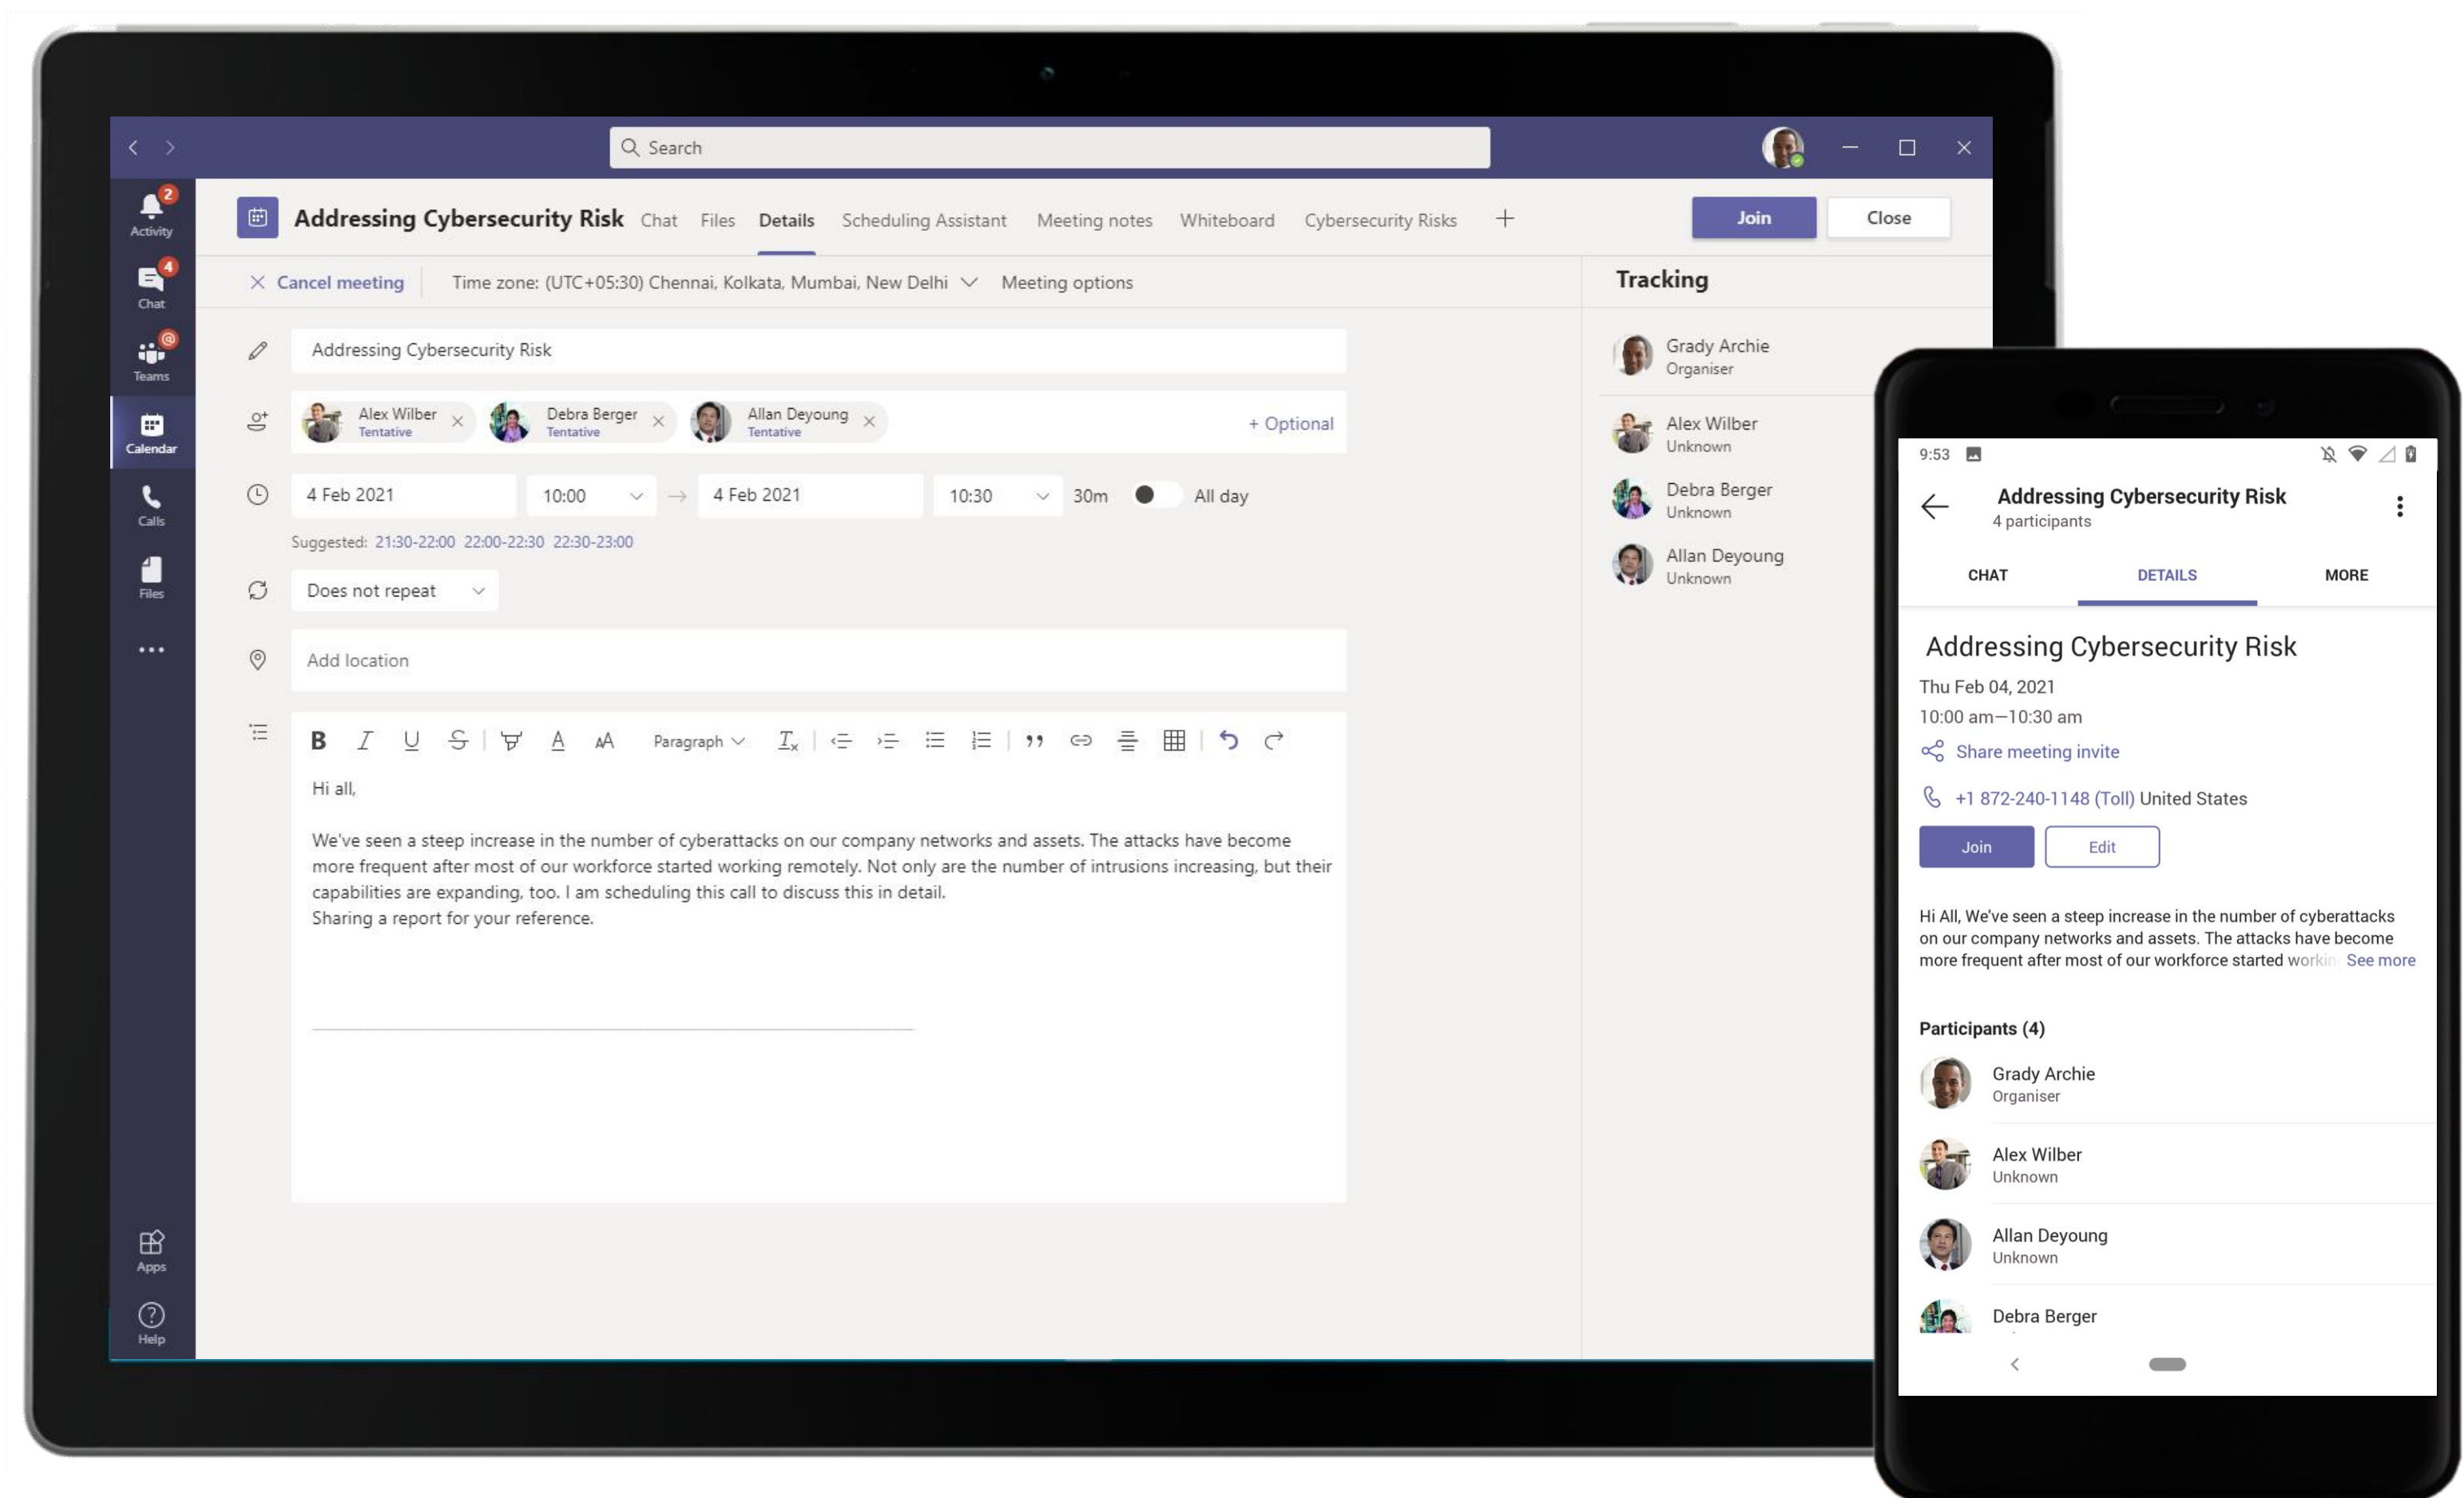 Search
2
Activity
4
Chat
@
Teams
Calendar
Calls
Files
Apps
Help
Addressing Cybersecurity Risk Chat Files Details Scheduling Assistant Meeting notes Whiteboard Cybersecurity Risks Join Close
Cancel meeting Time zone: (UTC+05:30) Chennai, Kolkata, Mumbai, New Delhi Meeting options
Addressing Cybersecurity Risk
Alex Wilber Debra Berger Allan Deyoung
Tentative Tentative Tentative
+ Optional
4 Feb 2021 10:00 → 4 Feb 2021 10:30 30m All day
Suggested: 21:30-22:00 22:00-22:30 22:30-23:00
Does not repeat
Add location
B I U S A AA Paragraph Tx
Hi all,
We've seen a steep increase in the number of cyberattacks on our company networks and assets. The attacks have become
more frequent after most of our workforce started working remotely. Not only are the number of intrusions increasing, but their
capabilities are expanding, too. I am scheduling this call to discuss this in detail.
Sharing a report for your reference.
Tracking
Grady Archie
Organiser
Alex Wilber
Unknown
Debra Berger
Unknown
Allan Deyoung
Unknown
9:53
Addressing Cybersecurity Risk
4 participants
CHAT DETAILS MORE
Addressing Cybersecurity Risk
Thu Feb 04, 2021
10:00 am—10:30 am
Share meeting invite
+1 872-240-1148 (Toll) United States
Join Edit
Hi All, We've seen a steep increase in the number of cyberattacks
on our company networks and assets. The attacks have become
more frequent after most of our workforce started workin See more
Participants (4)
Grady Archie
Organiser
Alex Wilber
Unknown
Allan Deyoung
Unknown
Debra Berger